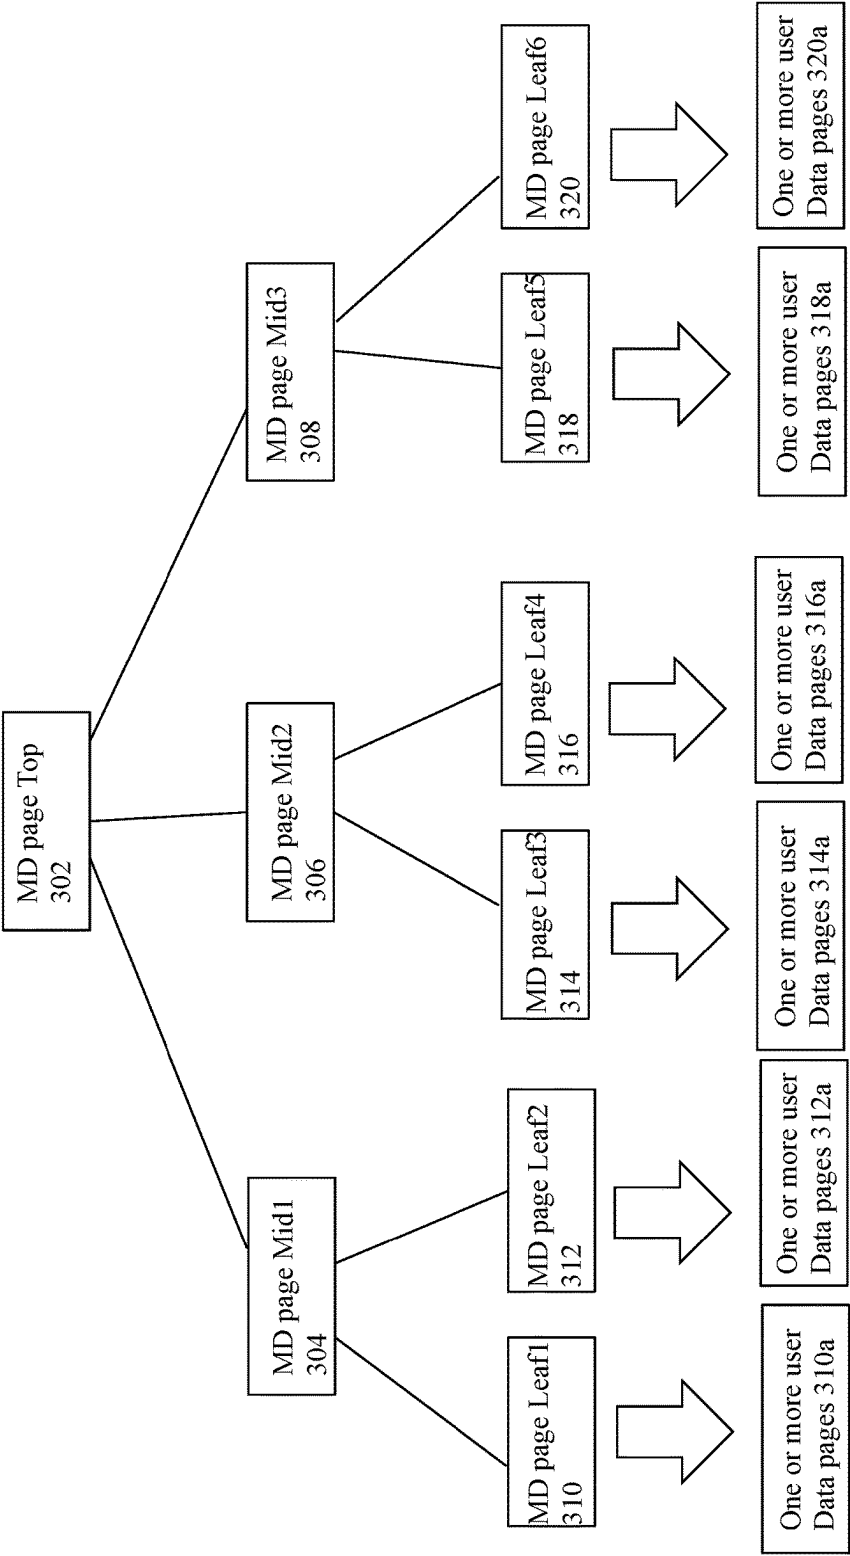 MD page Top
302
MD page Mid1
304
MD page Mid2
306
MD page Mid3
308
MD page Leaf1
310
MD page Leaf2
312
MD page Leaf3
314
MD page Leaf4
316
MD page Leaf5
318
MD page Leaf6
320
One or more user
Data pages 310a
One or more user
Data pages 312a
One or more user
Data pages 314a
One or more user
Data pages 316a
One or more user
Data pages 318a
One or more user
Data pages 320a